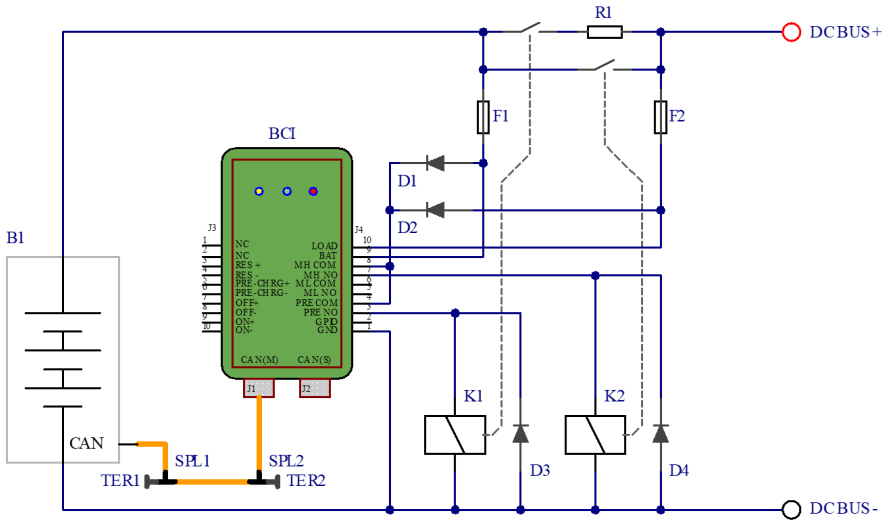 R1
DCBUS+
F1
F2
BCI
D1
D2
J3
J4
B1
1 NC
2 NC
3 RES +
4 RES -
5 PRE-CHRG+
6 PRE-CHRG-
7 OFF+
8 OFF-
9 ON+
10 ON-
LOAD 10
BAT 9
MH COM 8
MH NO 7
ML COM 6
ML NO 5
PRE COM 4
PRE NO 3
GPIO 2
GND 1
CAN(M) CAN(S)
J1 J2
K1
K2
CAN
SPL1
SPL2
TER1
TER2
D3
D4
DCBUS-